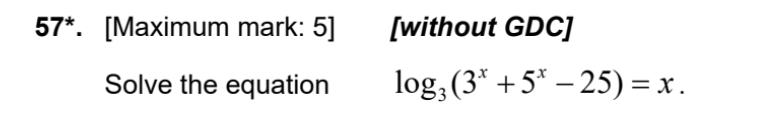 57*. [Maximum mark: 5] [without GDC]
Solve the equation log₃(3ˣ + 5ˣ − 25) = x.